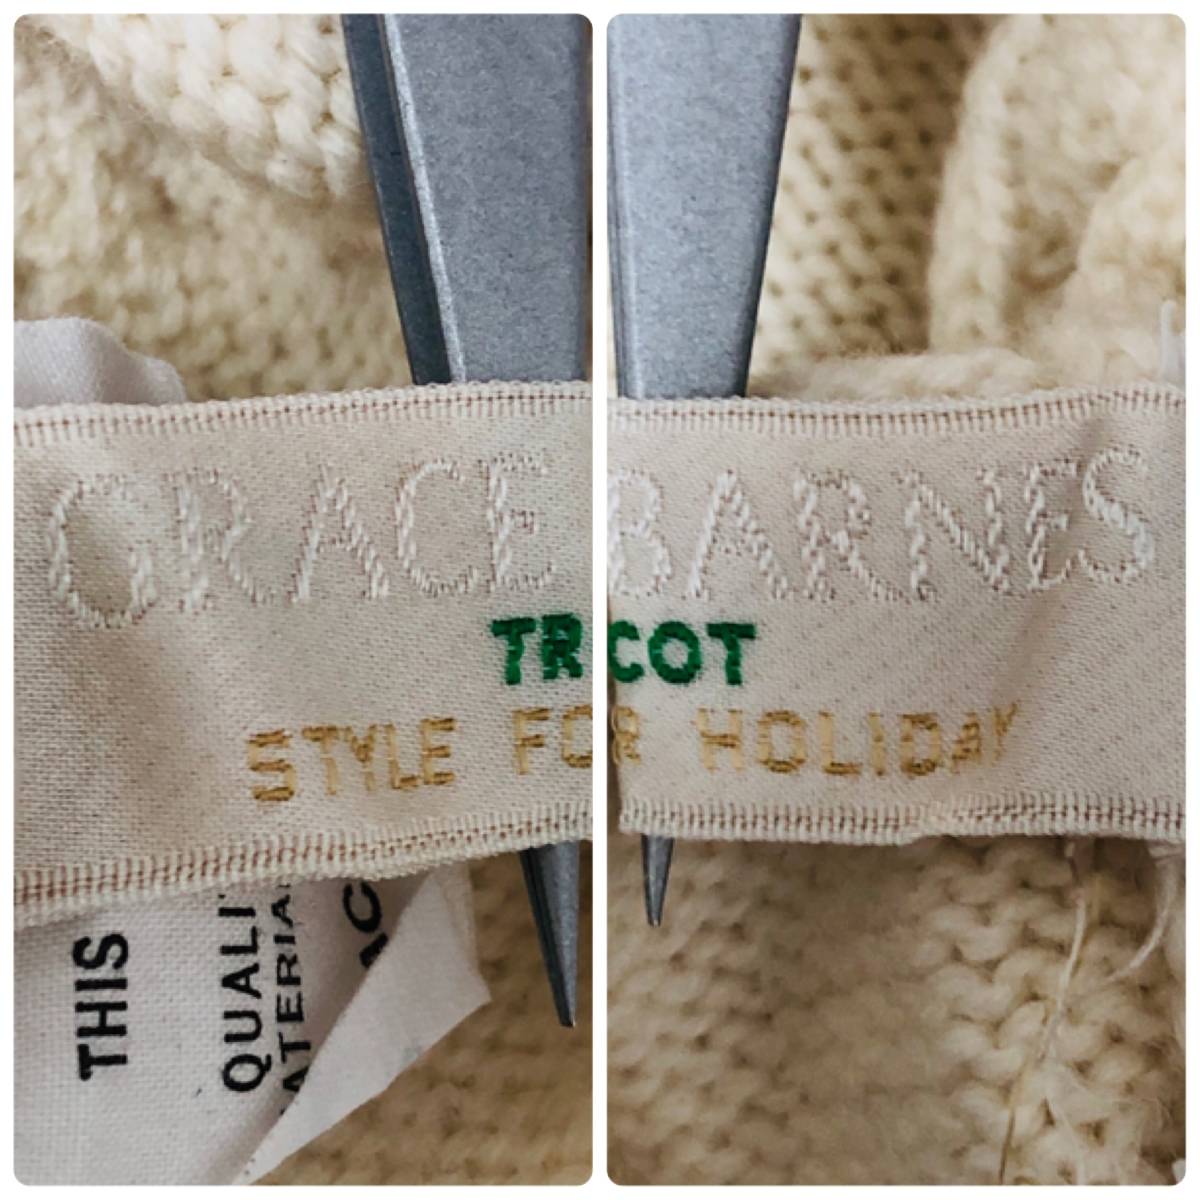 GRACE BARNES
TRICOT
STYLE FOR HOLIDAY
THIS
QUALI
ATERIA